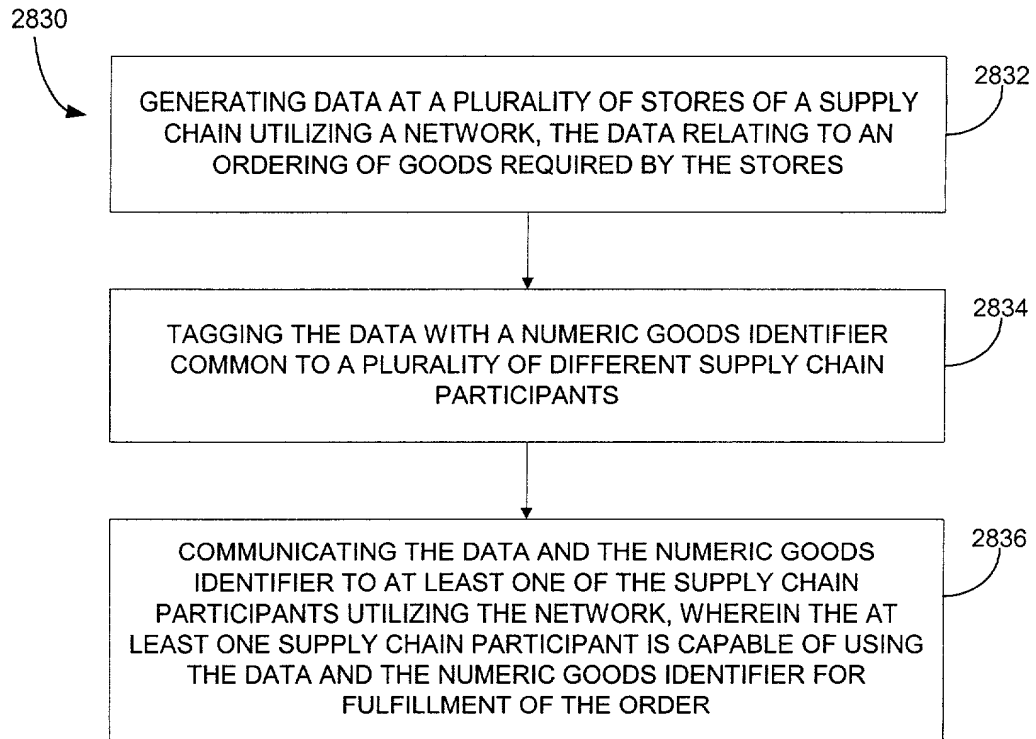 2830
GENERATING DATA AT A PLURALITY OF STORES OF A SUPPLY
CHAIN UTILIZING A NETWORK, THE DATA RELATING TO AN
ORDERING OF GOODS REQUIRED BY THE STORES
2832
TAGGING THE DATA WITH A NUMERIC GOODS IDENTIFIER
COMMON TO A PLURALITY OF DIFFERENT SUPPLY CHAIN
PARTICIPANTS
2834
COMMUNICATING THE DATA AND THE NUMERIC GOODS
IDENTIFIER TO AT LEAST ONE OF THE SUPPLY CHAIN
PARTICIPANTS UTILIZING THE NETWORK, WHEREIN THE AT
LEAST ONE SUPPLY CHAIN PARTICIPANT IS CAPABLE OF USING
THE DATA AND THE NUMERIC GOODS IDENTIFIER FOR
FULFILLMENT OF THE ORDER
2836